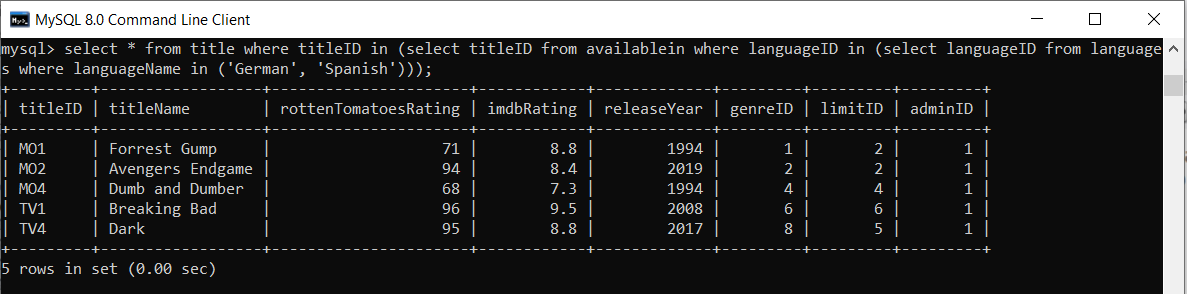 MySQL 8.0 Command Line Client
mysql> select * from title where titleID in (select titleID from availablein where languageID in (select languageID from language
s where languageName in ('German', 'Spanish')));
+---------+-------------------+----------------------+------------+-------------+---------+---------+---------+
| titleID | titleName         | rottenTomatoesRating | imdbRating | releaseYear | genreID | limitID | adminID |
+---------+-------------------+----------------------+------------+-------------+---------+---------+---------+
| MO1     | Forrest Gump      |                   71 |        8.8 |        1994 |       1 |       2 |       1 |
| MO2     | Avengers Endgame  |                   94 |        8.4 |        2019 |       2 |       2 |       1 |
| MO4     | Dumb and Dumber   |                   68 |        7.3 |        1994 |       4 |       4 |       1 |
| TV1     | Breaking Bad      |                   96 |        9.5 |        2008 |       6 |       6 |       1 |
| TV4     | Dark              |                   95 |        8.8 |        2017 |       8 |       5 |       1 |
+---------+-------------------+----------------------+------------+-------------+---------+---------+---------+
5 rows in set (0.00 sec)